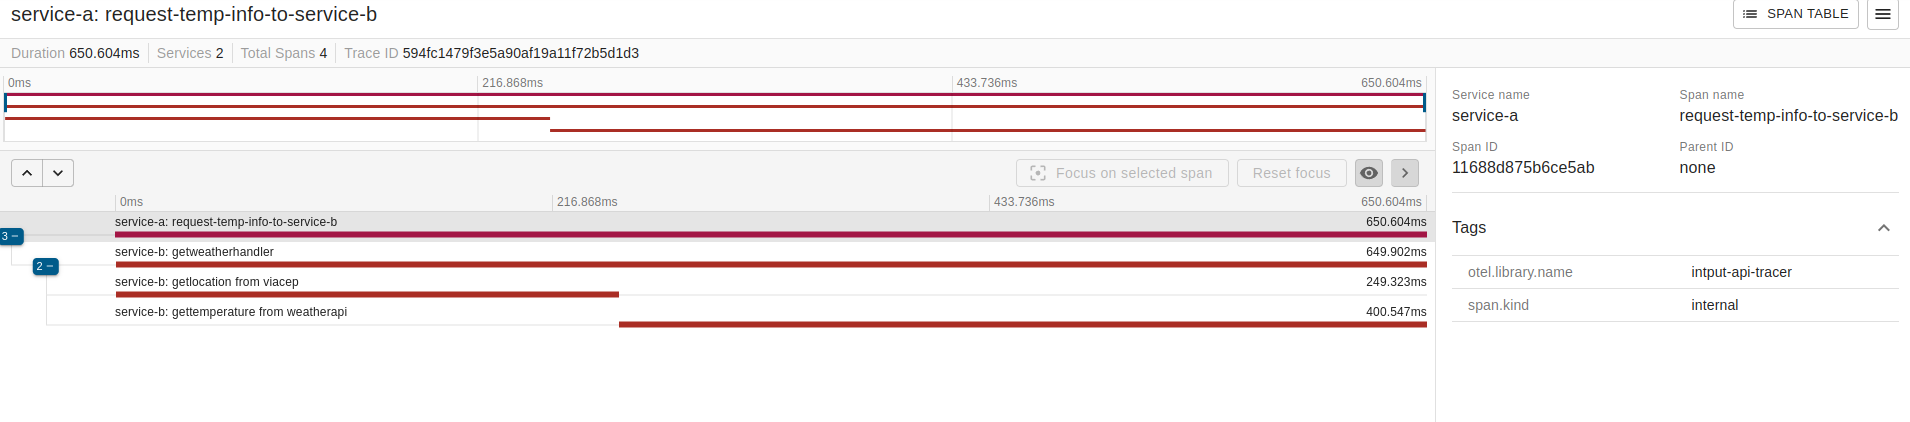 service-a: request-temp-info-to-service-b
SPAN TABLE
Duration 650.604ms Services 2 Total Spans 4 Trace ID 594fc1479f3e5a90af19a11f72b5d1d3
0ms 216.868ms 433.736ms 650.604ms
Focus on selected span Reset focus
0ms 216.868ms 433.736ms 650.604ms
service-a: request-temp-info-to-service-b 650.604ms
3 −
service-b: getweatherhandler 649.902ms
2 −
service-b: getlocation from viacep 249.323ms
service-b: gettemperature from weatherapi 400.547ms
Service name Span name
service-a request-temp-info-to-service-b
Span ID Parent ID
11688d875b6ce5ab none
Tags
otel.library.name intput-api-tracer
span.kind internal